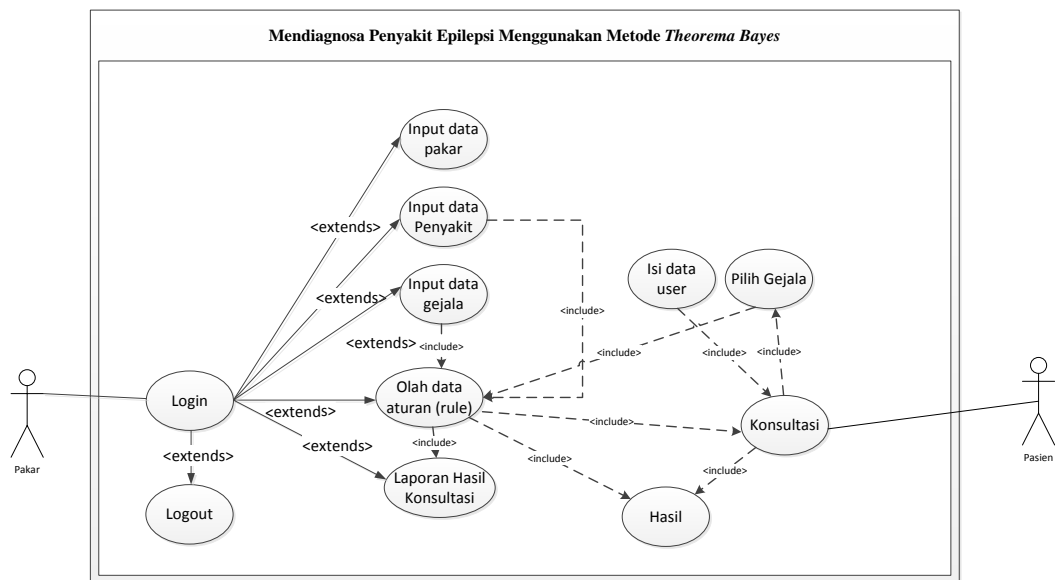 Mendiagnosa Penyakit Epilepsi Menggunakan Metode Theorema Bayes
Input data
pakar
<extends>
Input data
Penyakit
<extends>
Input data
gejala
<extends>
<include>
<include>
Isi data
user
Pilih Gejala
<include>
<include>
<include>
Pakar
Login
<extends>
Olah data
aturan (rule)
<extends>
<include>
<include>
Konsultasi
Pasien
<extends>
Logout
Laporan Hasil
Konsultasi
<include>
<include>
Hasil